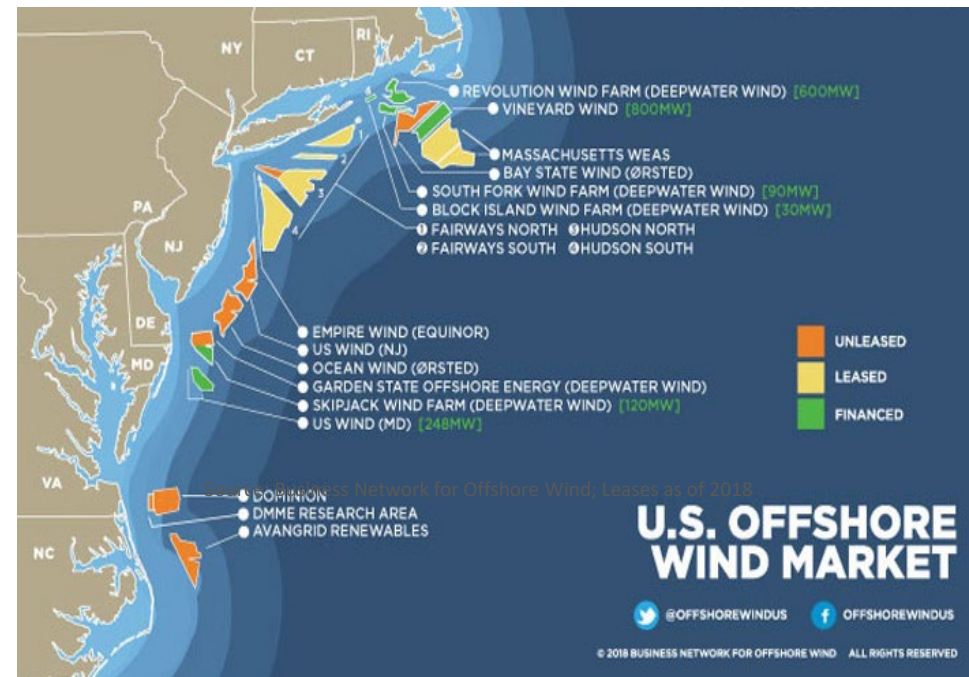 NY
CT
RI
PA
NJ
DE
MD
VA
NC
REVOLUTION WIND FARM (DEEPWATER WIND) [600MW]
VINEYARD WIND [800MW]
MASSACHUSETTS WEAS
BAY STATE WIND (ØRSTED)
SOUTH FORK WIND FARM (DEEPWATER WIND) [90MW]
BLOCK ISLAND WIND FARM (DEEPWATER WIND) [30MW]
1 FAIRWAYS NORTH 3 HUDSON NORTH
2 FAIRWAYS SOUTH 4 HUDSON SOUTH
1
2
3
4
EMPIRE WIND (EQUINOR)
US WIND (NJ)
OCEAN WIND (ØRSTED)
GARDEN STATE OFFSHORE ENERGY (DEEPWATER WIND)
SKIPJACK WIND FARM (DEEPWATER WIND) [120MW]
US WIND (MD) [248MW]
UNLEASED
LEASED
FINANCED
Source: Business Network for Offshore Wind; Leases as of 2018
DOMINION
DMME RESEARCH AREA
AVANGRID RENEWABLES
U.S. OFFSHORE
WIND MARKET
@OFFSHOREWINDUS
OFFSHOREWINDUS
© 2018 BUSINESS NETWORK FOR OFFSHORE WIND ALL RIGHTS RESERVED